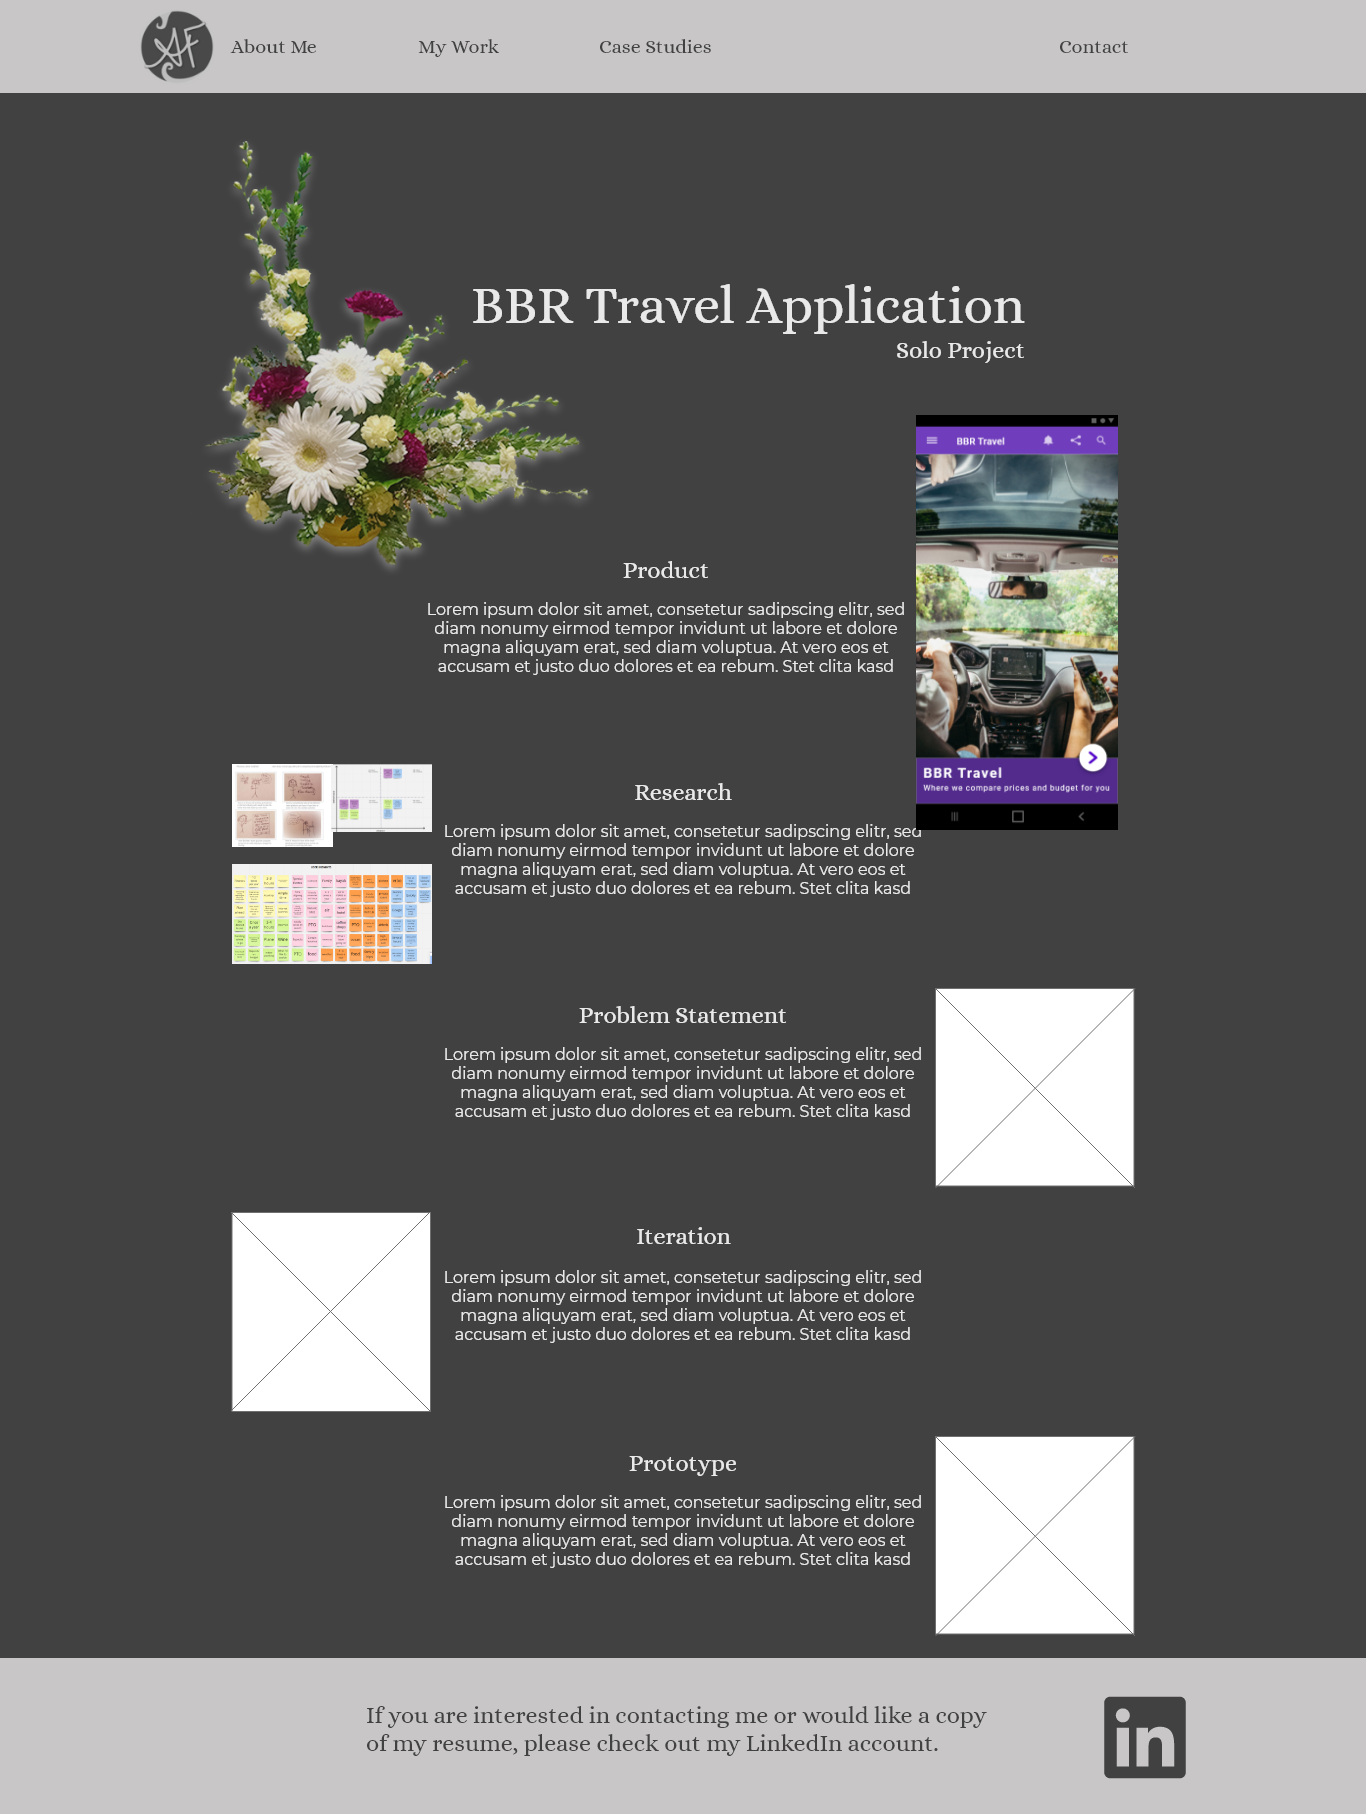 About Me
My Work
Case Studies
Contact
BBR Travel Application
Solo Project
BBR Travel
BBR Travel
Where we compare prices and budget for you
Product
Lorem ipsum dolor sit amet, consetetur sadipscing elitr, sed
diam nonumy eirmod tempor invidunt ut labore et dolore
magna aliquyam erat, sed diam voluptua. At vero eos et
accusam et justo duo dolores et ea rebum. Stet clita kasd
Research
Lorem ipsum dolor sit amet, consetetur sadipscing elitr, sed
diam nonumy eirmod tempor invidunt ut labore et dolore
magna aliquyam erat, sed diam voluptua. At vero eos et
accusam et justo duo dolores et ea rebum. Stet clita kasd
Problem Statement
Lorem ipsum dolor sit amet, consetetur sadipscing elitr, sed
diam nonumy eirmod tempor invidunt ut labore et dolore
magna aliquyam erat, sed diam voluptua. At vero eos et
accusam et justo duo dolores et ea rebum. Stet clita kasd
Iteration
Lorem ipsum dolor sit amet, consetetur sadipscing elitr, sed
diam nonumy eirmod tempor invidunt ut labore et dolore
magna aliquyam erat, sed diam voluptua. At vero eos et
accusam et justo duo dolores et ea rebum. Stet clita kasd
Prototype
Lorem ipsum dolor sit amet, consetetur sadipscing elitr, sed
diam nonumy eirmod tempor invidunt ut labore et dolore
magna aliquyam erat, sed diam voluptua. At vero eos et
accusam et justo duo dolores et ea rebum. Stet clita kasd
If you are interested in contacting me or would like a copy
of my resume, please check out my LinkedIn account.
in